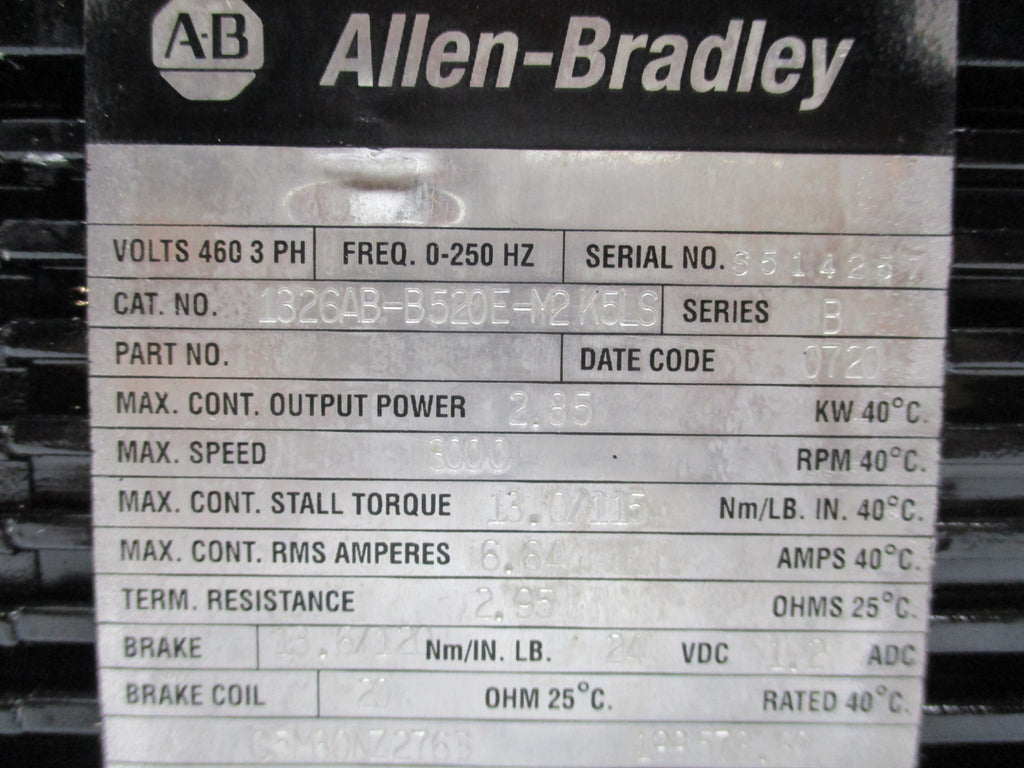 A-B Allen-Bradley
VOLTS 460 3 PH FREQ. 0-250 HZ SERIAL NO. S514257
CAT. NO. 1326AB-B520E-M2K5LS SERIES B
PART NO. DATE CODE 0720
MAX. CONT. OUTPUT POWER 2.85 KW 40°C.
MAX. SPEED 3000 RPM 40°C.
MAX. CONT. STALL TORQUE 13.0/115 Nm/LB. IN. 40°C.
MAX. CONT. RMS AMPERES 6.64 AMPS 40°C.
TERM. RESISTANCE 2.95 OHMS 25°C.
BRAKE 13.6/120 Nm/IN. LB. 24 VDC 1.2 ADC
BRAKE COIL 20 OHM 25°C. RATED 40°C.